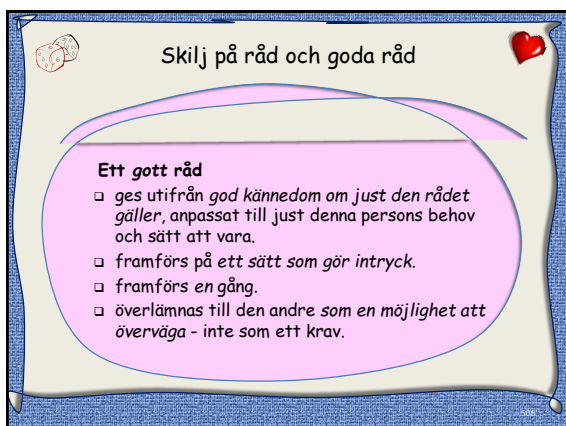 Skilj på råd och goda råd
Ett gott råd
ges utifrån god kännedom om just den rådet
gäller, anpassat till just denna persons behov
och sätt att vara.
framförs på ett sätt som gör intryck.
framförs en gång.
överlämnas till den andre som en möjlighet att
överväga - inte som ett krav.
508